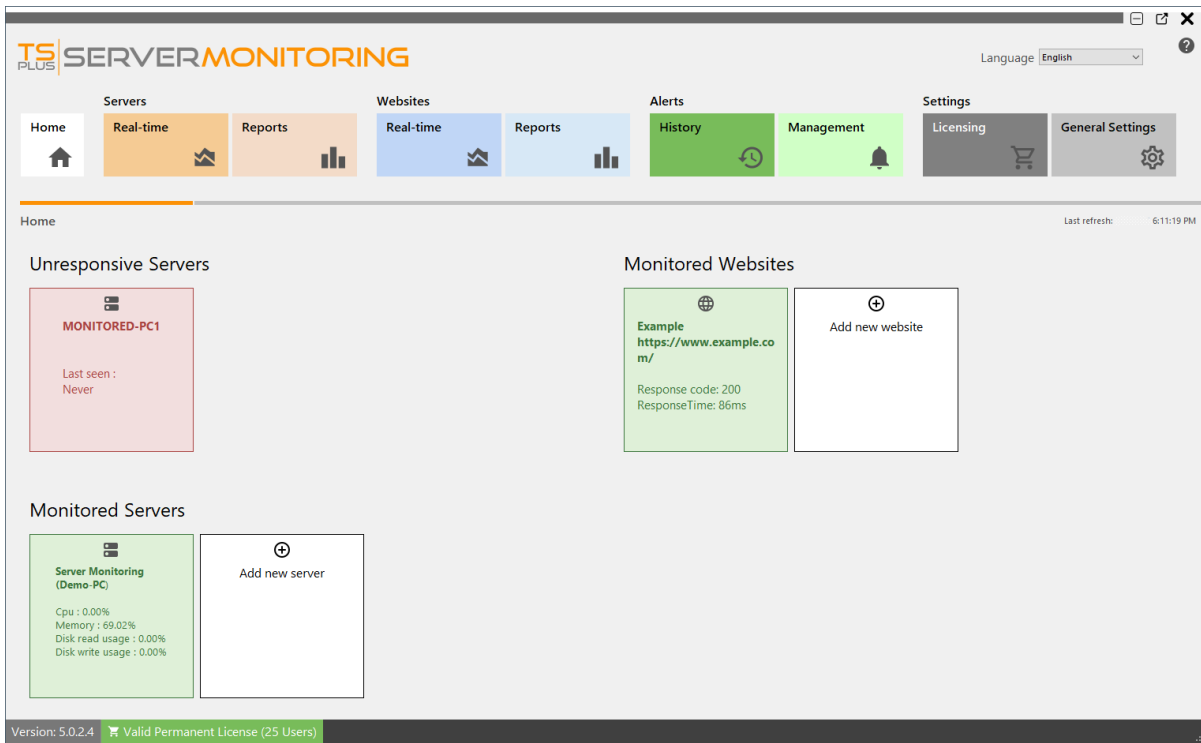 TS PLUS SERVERMONITORING
Language English
Servers
Websites
Alerts
Settings
Home
Real-time
Reports
Real-time
Reports
History
Management
Licensing
General Settings
Home
Last refresh: 6:11:19 PM
Unresponsive Servers
MONITORED-PC1
Last seen :
Never
Monitored Websites
Example
https://www.example.co
m/
Response code: 200
ResponseTime: 86ms
Add new website
Monitored Servers
Server Monitoring
(Demo-PC)
Cpu : 0.00%
Memory : 69.02%
Disk read usage : 0.00%
Disk write usage : 0.00%
Add new server
Version: 5.0.2.4
Valid Permanent License (25 Users)